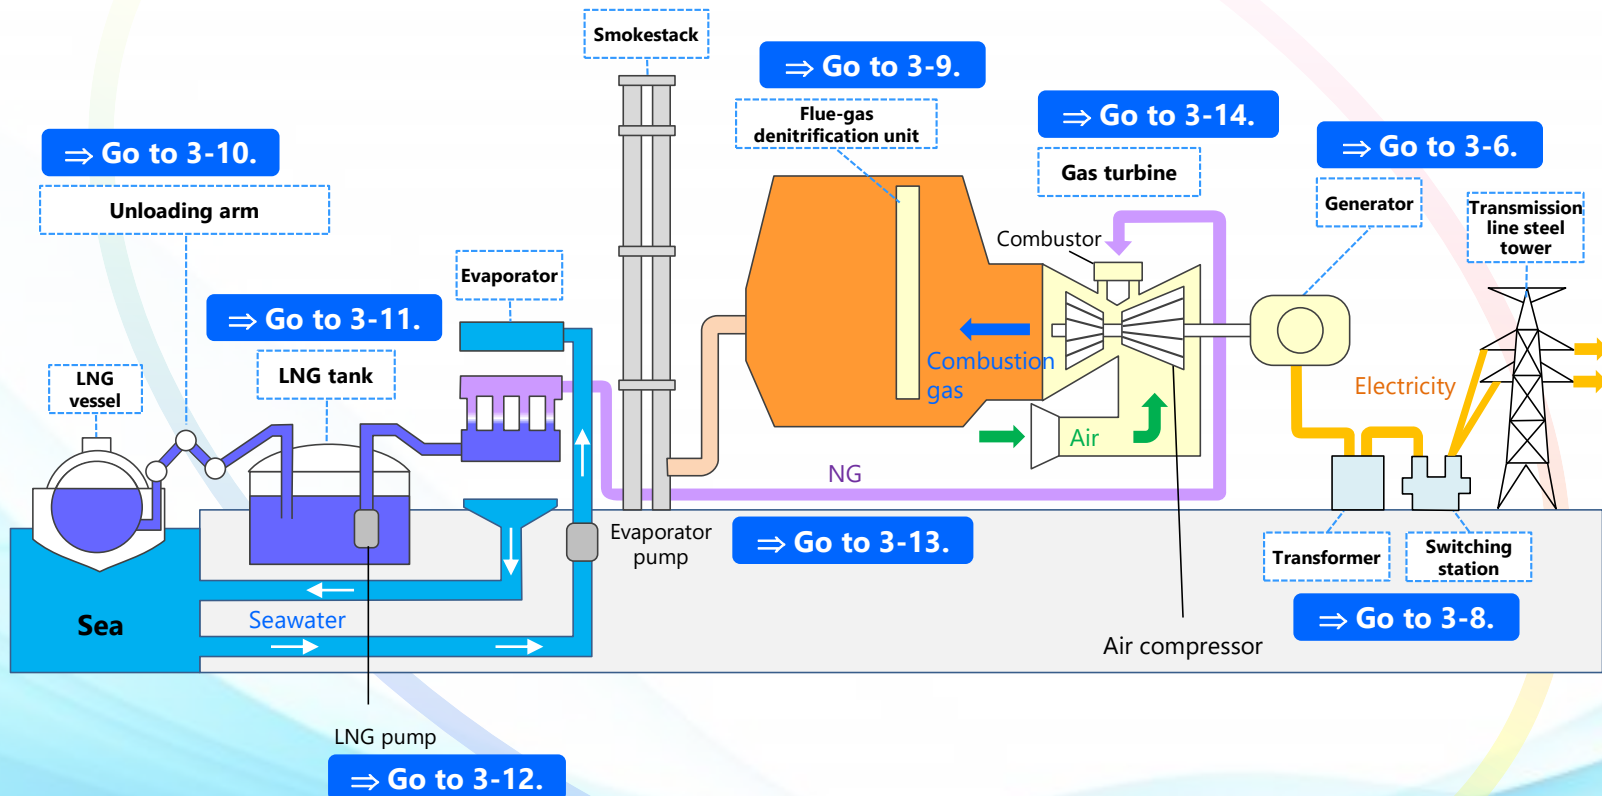 Smokestack
⇒ Go to 3-9.
Flue-gas
denitrification unit
⇒ Go to 3-14.
Gas turbine
⇒ Go to 3-6.
Generator
Transmission
line steel
tower
⇒ Go to 3-10.
Unloading arm
Combustor
Evaporator
⇒ Go to 3-11.
LNG tank
LNG
vessel
Combustion
gas
Electricity
Air
NG
Evaporator
pump
⇒ Go to 3-13.
Transformer
Switching
station
⇒ Go to 3-8.
Sea
Seawater
Air compressor
LNG pump
⇒ Go to 3-12.